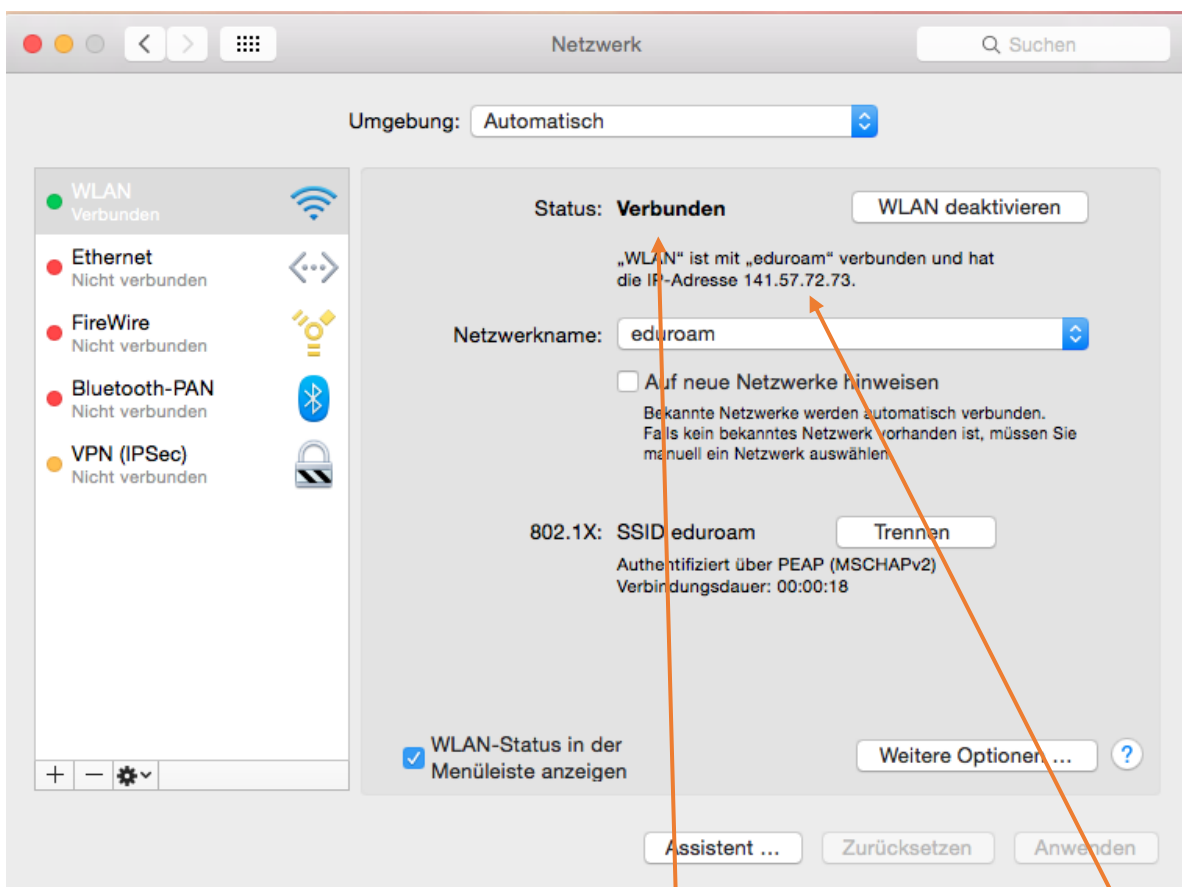 Netzwerk
Suchen
Umgebung: Automatisch
WLAN
Verbunden
Ethernet
Nicht verbunden
FireWire
Nicht verbunden
Bluetooth-PAN
Nicht verbunden
VPN (IPSec)
Nicht verbunden
Status: Verbunden
WLAN deaktivieren
„WLAN“ ist mit „eduroam“ verbunden und hat
die IP-Adresse 141.57.72.73.
Netzwerkname: eduroam
Auf neue Netzwerke hinweisen
Bekannte Netzwerke werden automatisch verbunden.
Falls kein bekanntes Netzwerk vorhanden ist, müssen Sie
manuell ein Netzwerk auswählen.
802.1X: SSID eduroam
Trennen
Authentifiziert über PEAP (MSCHAPv2)
Verbindungsdauer: 00:00:18
WLAN-Status in der
Menüleiste anzeigen
Weitere Optionen ...
?
Assistent ...
Zurücksetzen
Anwenden